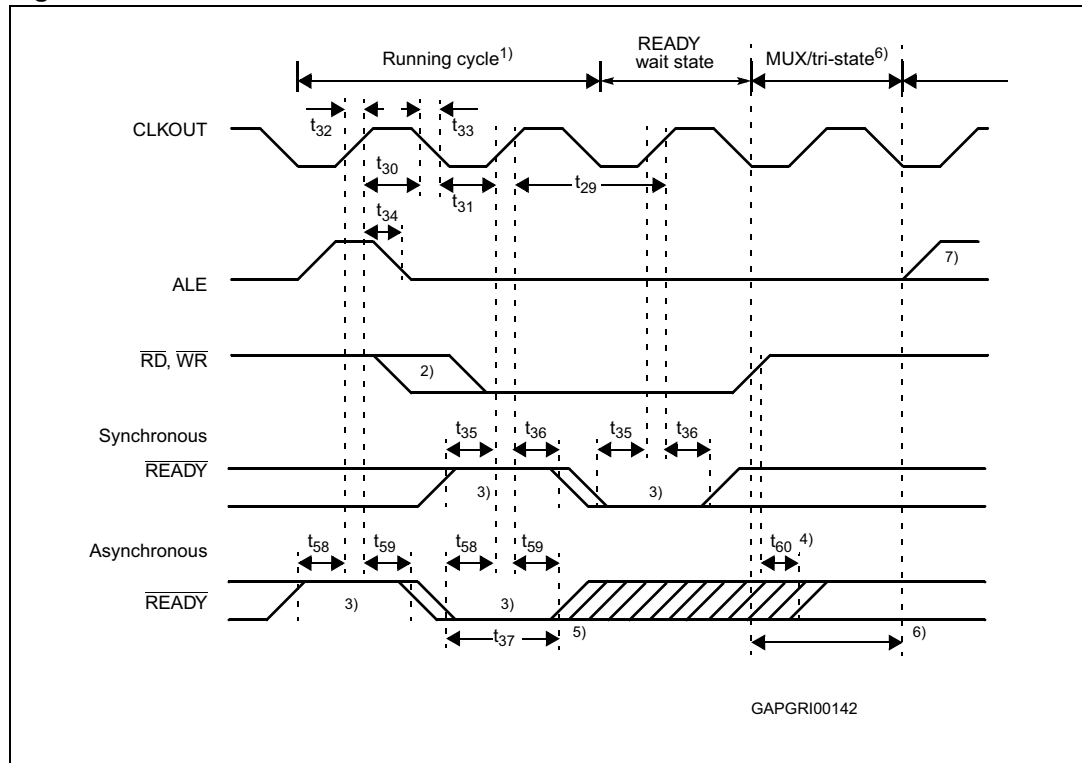 Running cycle1)
READY
wait state
MUX/tri-state6)
CLKOUT
t32
t33
t30
t31
t29
t34
ALE
7)
RD, WR
2)
Synchronous
READY
t35
t36
t35
t36
3)
3)
Asynchronous
READY
t58
t59
t58
t59
t60 4)
3)
3)
t37
5)
6)
GAPGRI00142